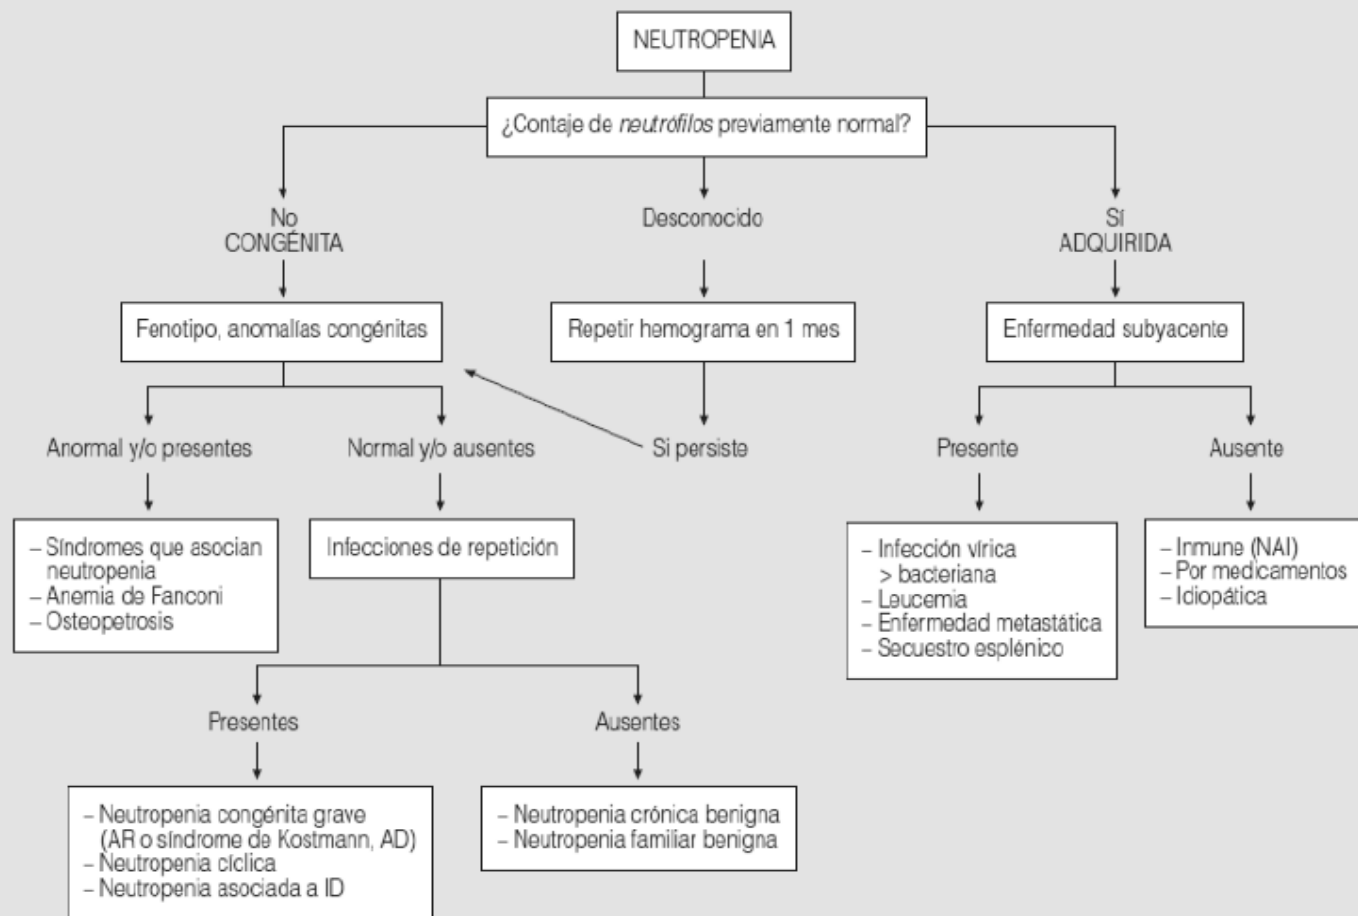 NEUTROPENIA
¿Contaje de neutrófilos previamente normal?
No
CONGÉNITA
Desconocido
Sí
ADQUIRIDA
Fenotipo, anomalías congénitas
Repetir hemograma en 1 mes
Enfermedad subyacente
Anormal y/o presentes
Normal y/o ausentes
Si persiste
Presente
Ausente
– Síndromes que asocian
neutropenia
– Anemia de Fanconi
– Osteopetrosis
Infecciones de repetición
– Infección vírica
> bacteriana
– Leucemia
– Enfermedad metastática
– Secuestro esplénico
– Inmune (NAI)
– Por medicamentos
– Idiopática
Presentes
Ausentes
– Neutropenia congénita grave
(AR o síndrome de Kostmann, AD)
– Neutropenia cíclica
– Neutropenia asociada a ID
– Neutropenia crónica benigna
– Neutropenia familiar benigna